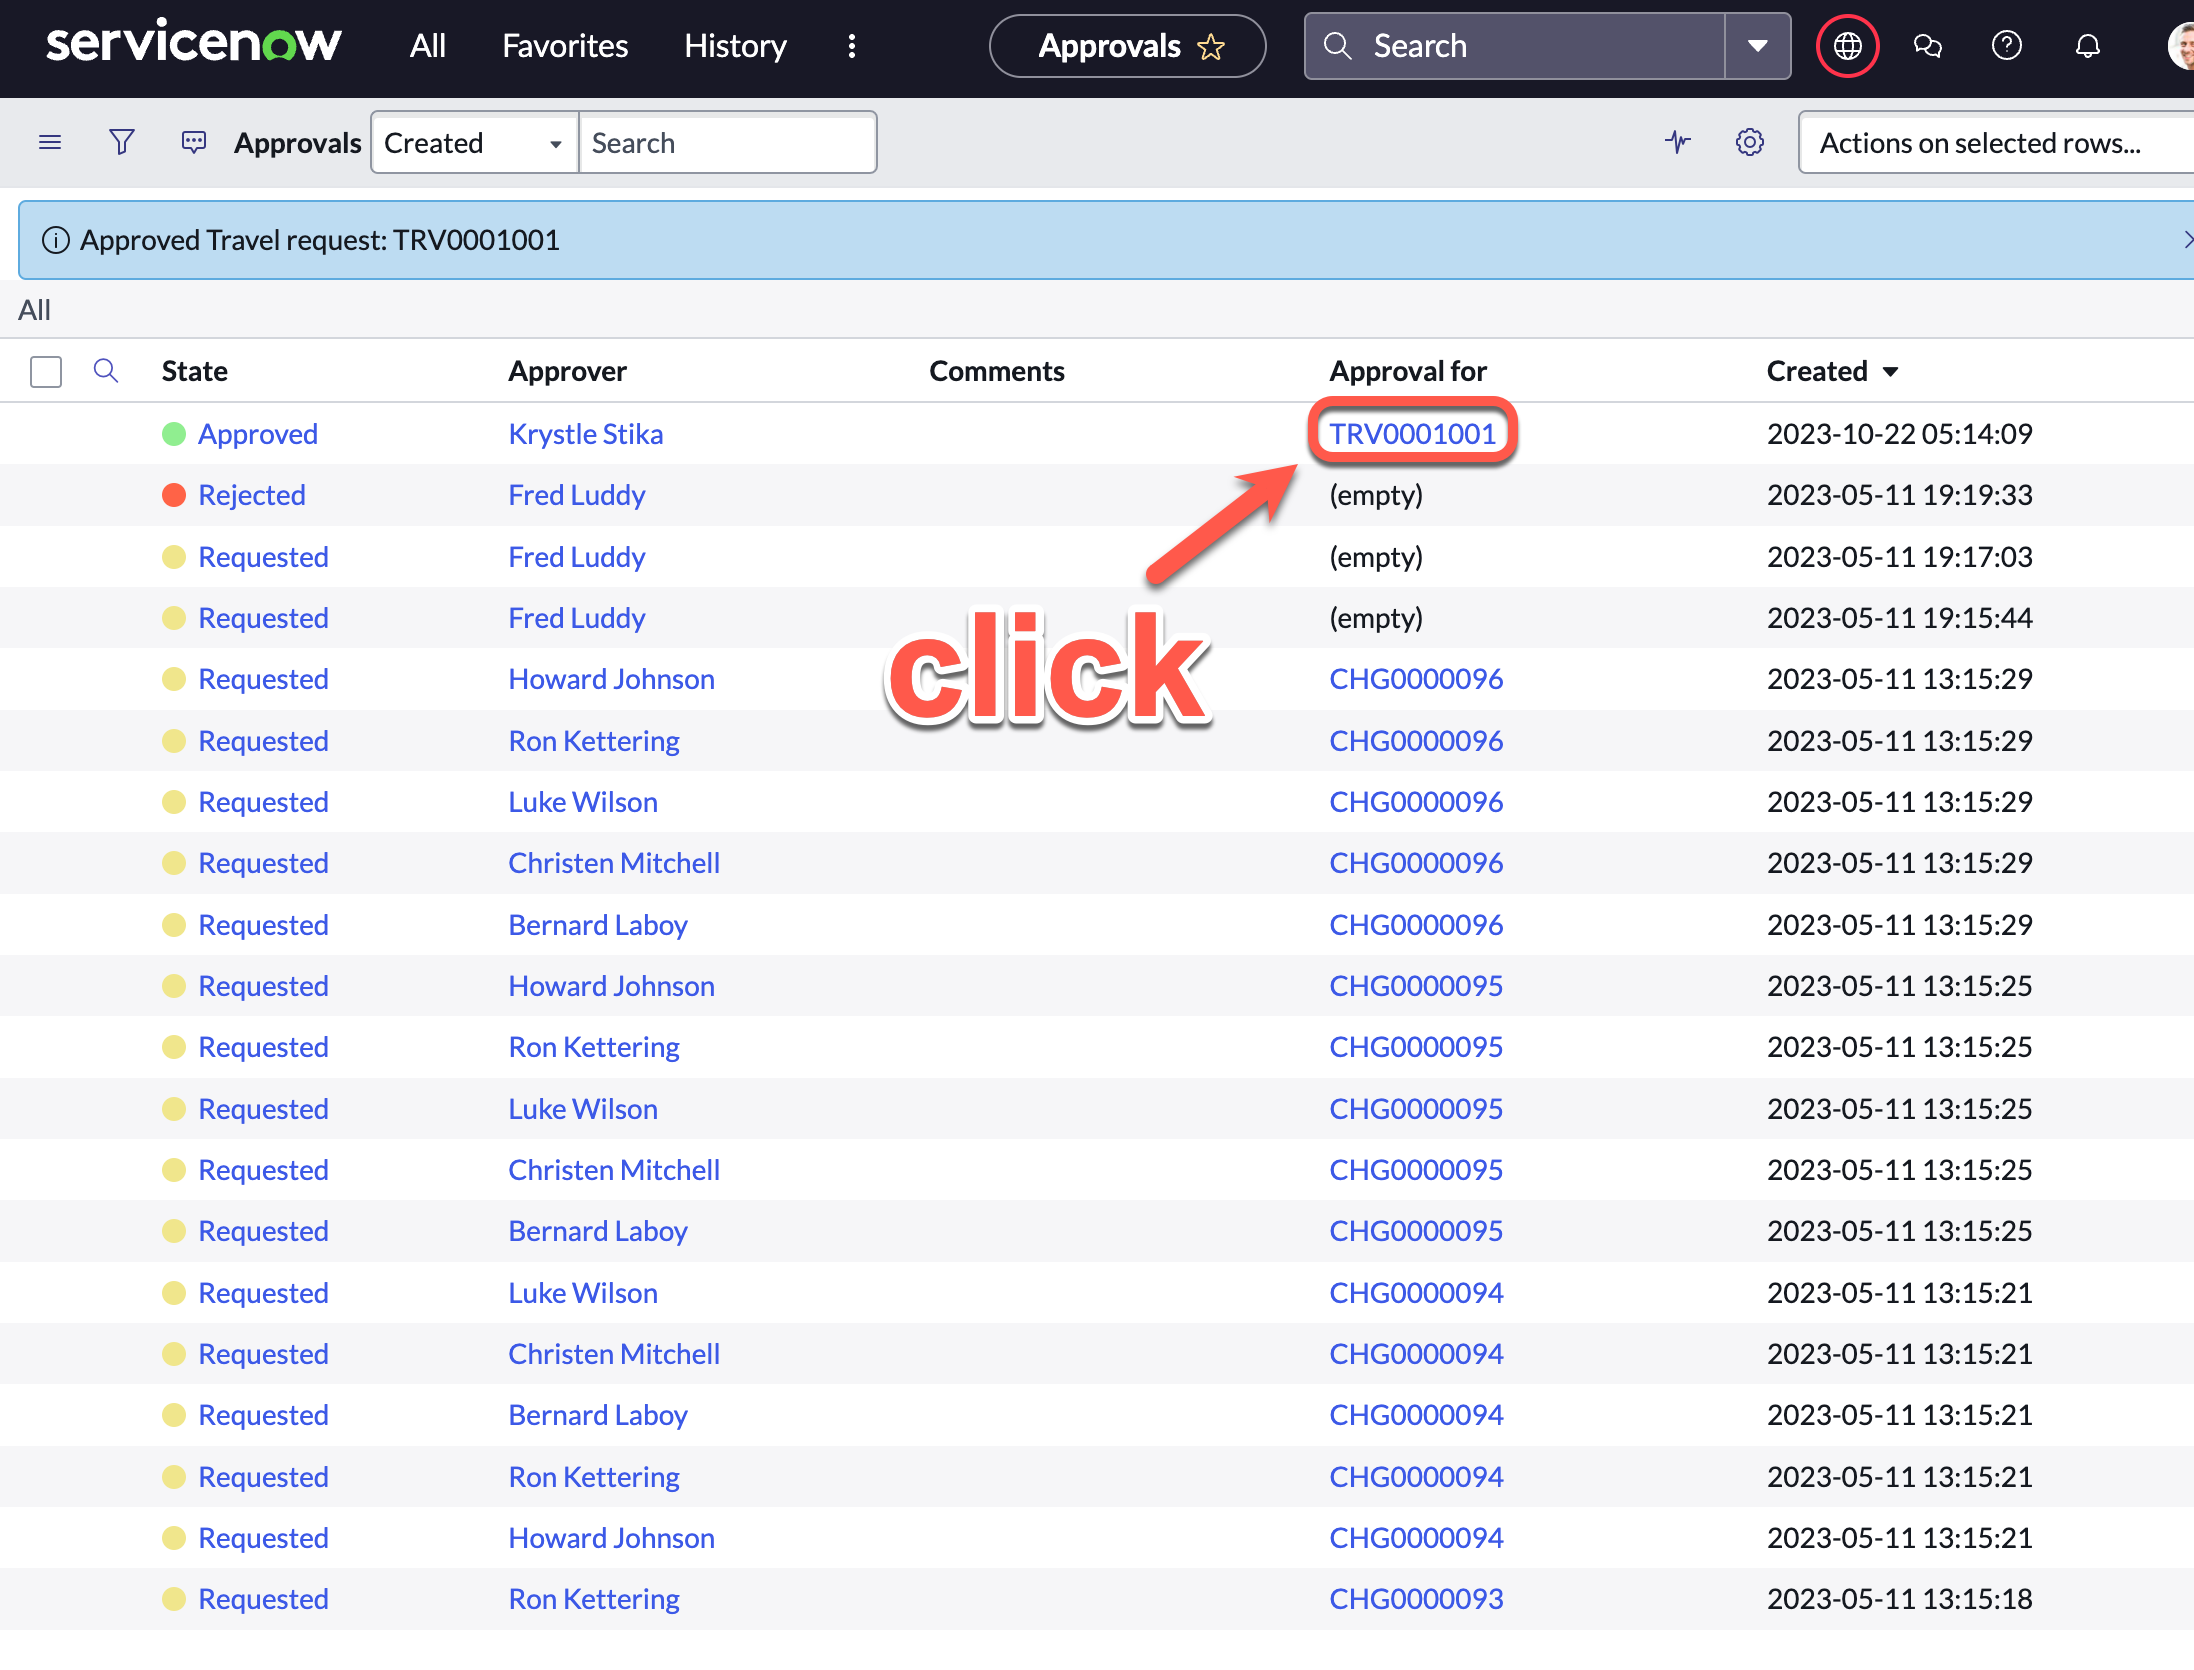 servicenow All Favorites History Approvals Search
Approvals Created Search Actions on selected rows...
Approved Travel request: TRV0001001
All
State Approver Comments Approval for Created
Approved Krystle Stika TRV0001001 2023-10-22 05:14:09
Rejected Fred Luddy (empty) 2023-05-11 19:19:33
Requested Fred Luddy (empty) 2023-05-11 19:17:03
Requested Fred Luddy (empty) 2023-05-11 19:15:44
click
Requested Howard Johnson CHG0000096 2023-05-11 13:15:29
Requested Ron Kettering CHG0000096 2023-05-11 13:15:29
Requested Luke Wilson CHG0000096 2023-05-11 13:15:29
Requested Christen Mitchell CHG0000096 2023-05-11 13:15:29
Requested Bernard Laboy CHG0000096 2023-05-11 13:15:29
Requested Howard Johnson CHG0000095 2023-05-11 13:15:25
Requested Ron Kettering CHG0000095 2023-05-11 13:15:25
Requested Luke Wilson CHG0000095 2023-05-11 13:15:25
Requested Christen Mitchell CHG0000095 2023-05-11 13:15:25
Requested Bernard Laboy CHG0000095 2023-05-11 13:15:25
Requested Luke Wilson CHG0000094 2023-05-11 13:15:21
Requested Christen Mitchell CHG0000094 2023-05-11 13:15:21
Requested Bernard Laboy CHG0000094 2023-05-11 13:15:21
Requested Ron Kettering CHG0000094 2023-05-11 13:15:21
Requested Howard Johnson CHG0000094 2023-05-11 13:15:21
Requested Ron Kettering CHG0000093 2023-05-11 13:15:18